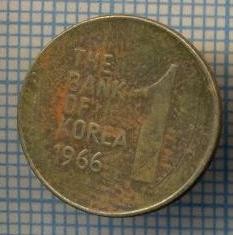 THE
BANK
OF
KOREA
1966
1